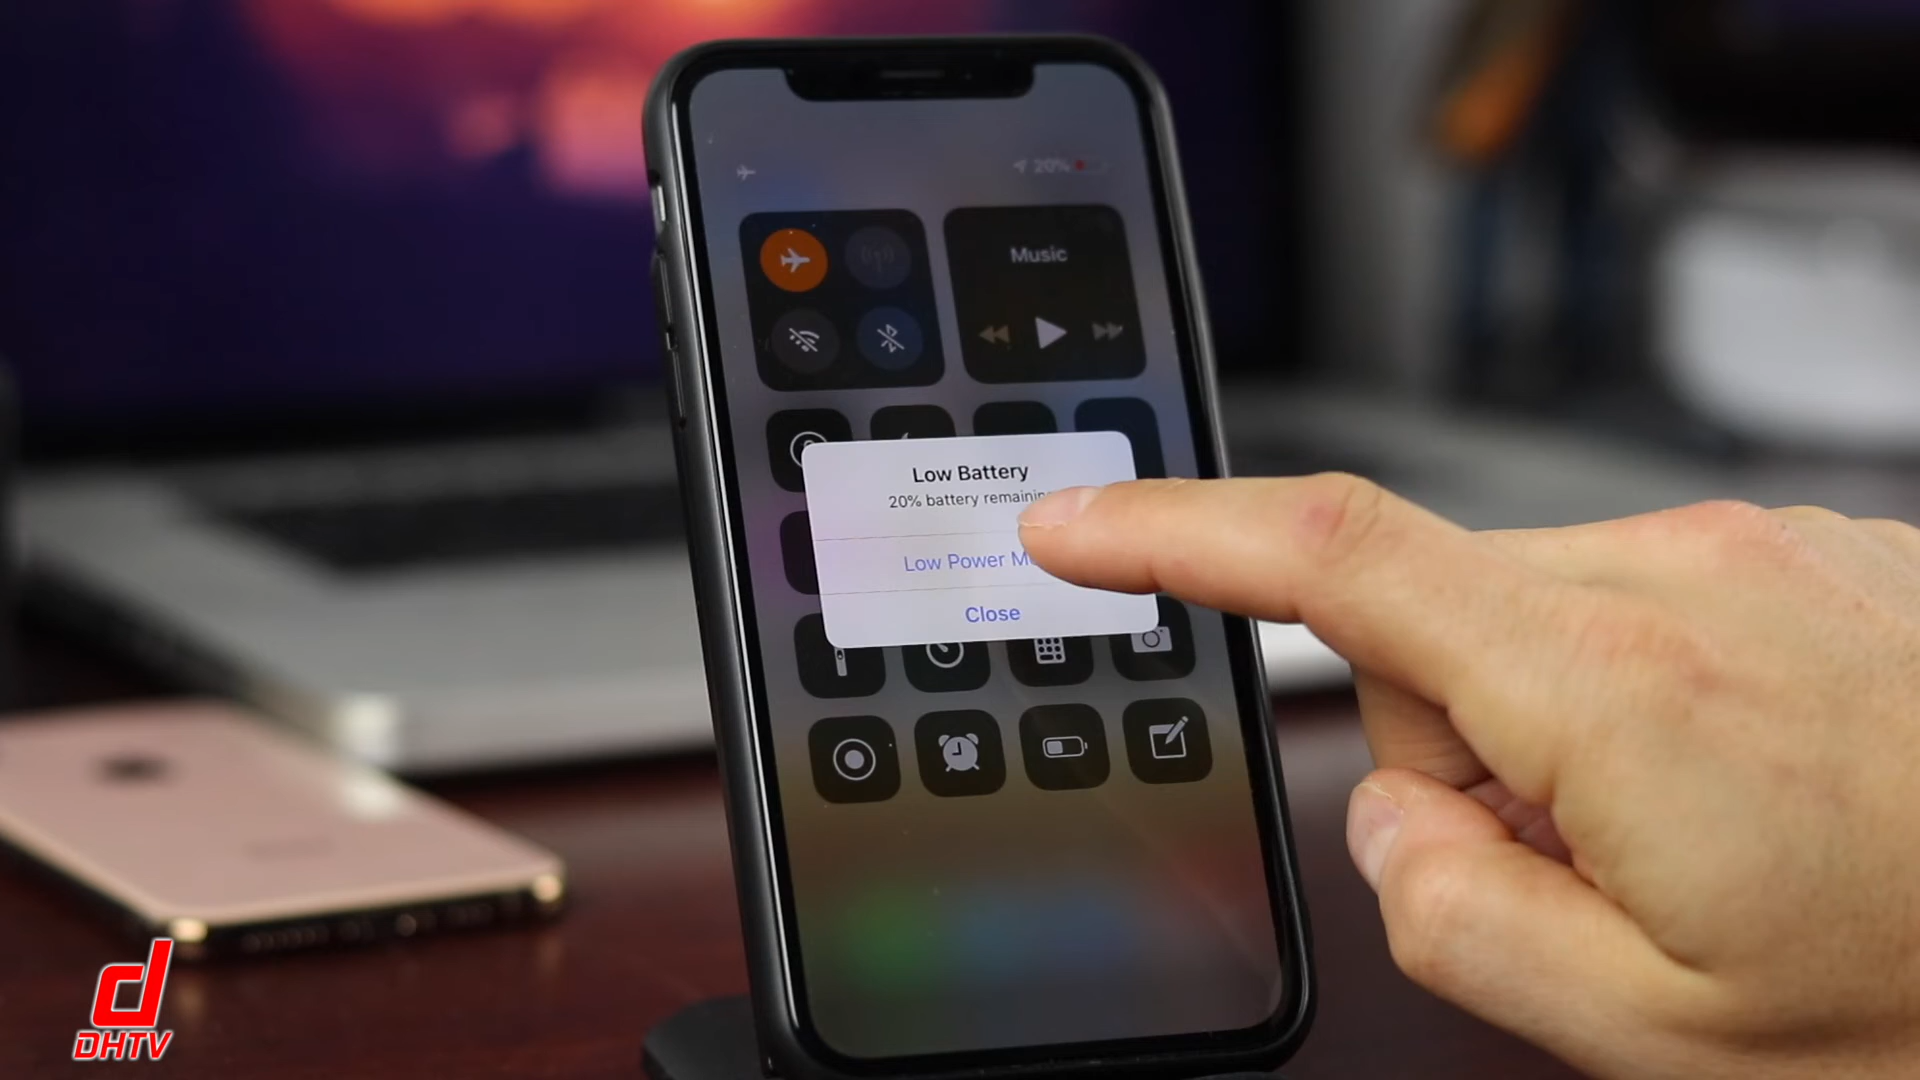 20%
Music
Low Battery
20% battery remaining
Low Power M
Close
DHTV